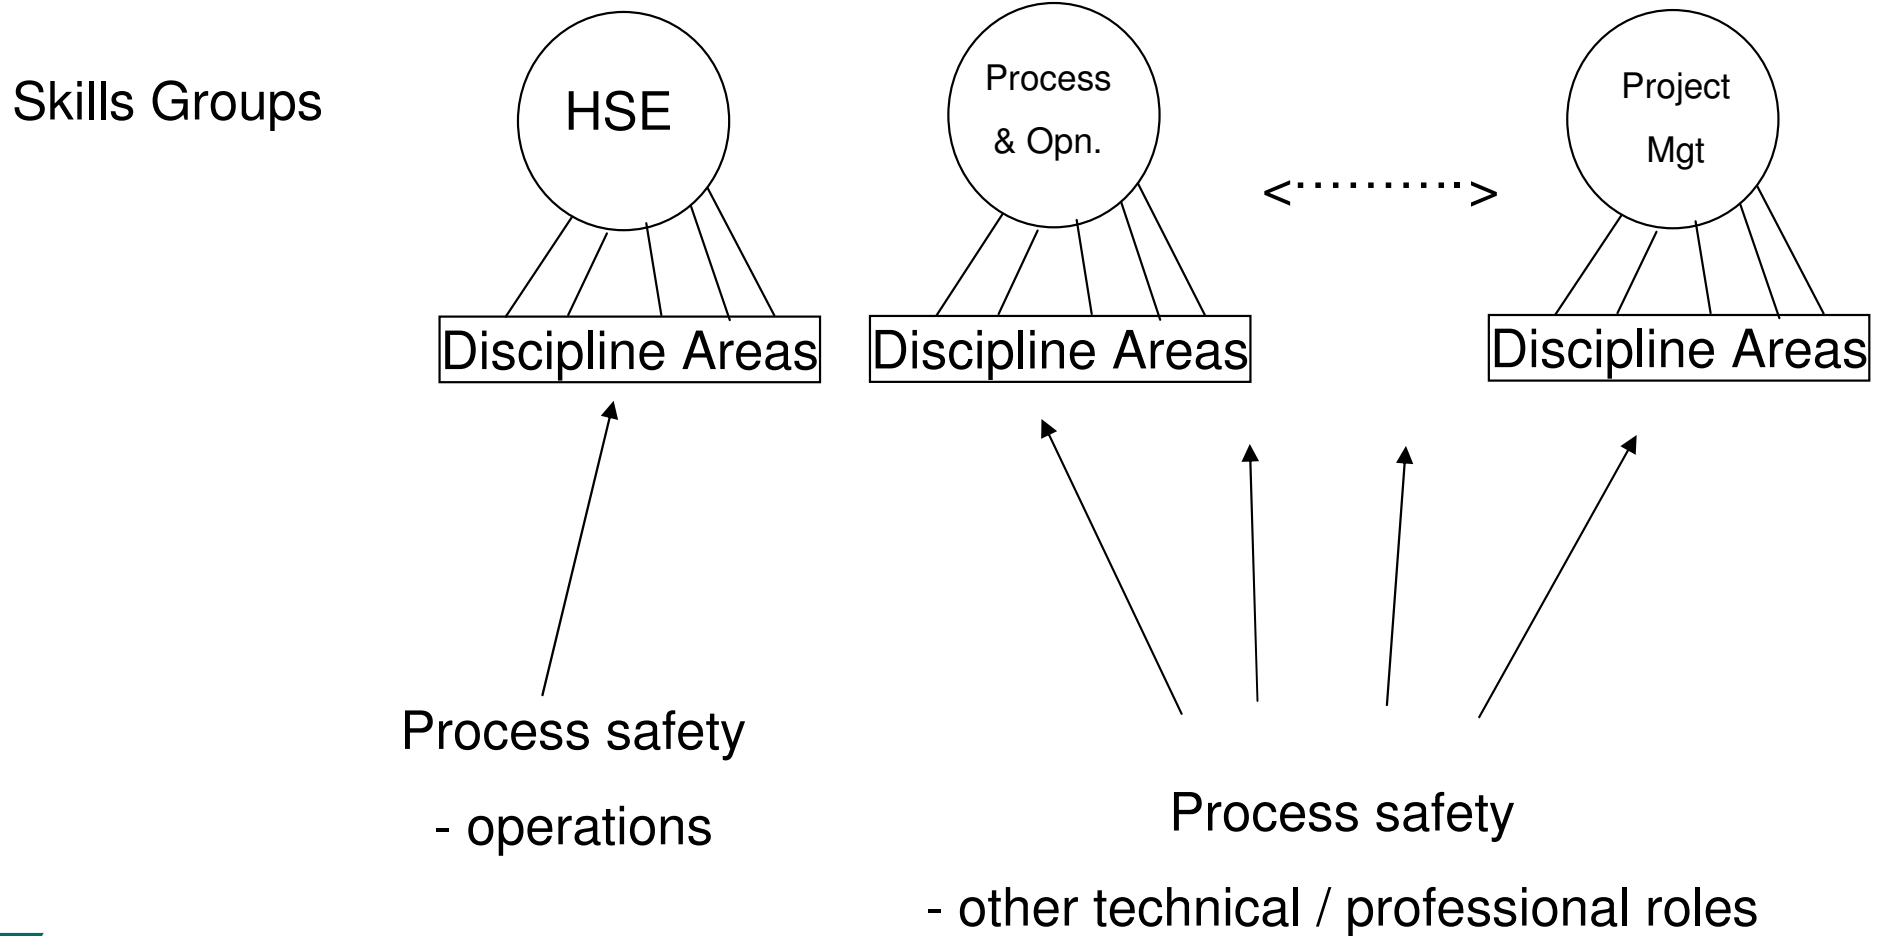 Skills Groups
HSE
Process
& Opn.
<··········>
Project
Mgt
Discipline Areas
Discipline Areas
Discipline Areas
Process safety
- operations
Process safety
- other technical / professional roles